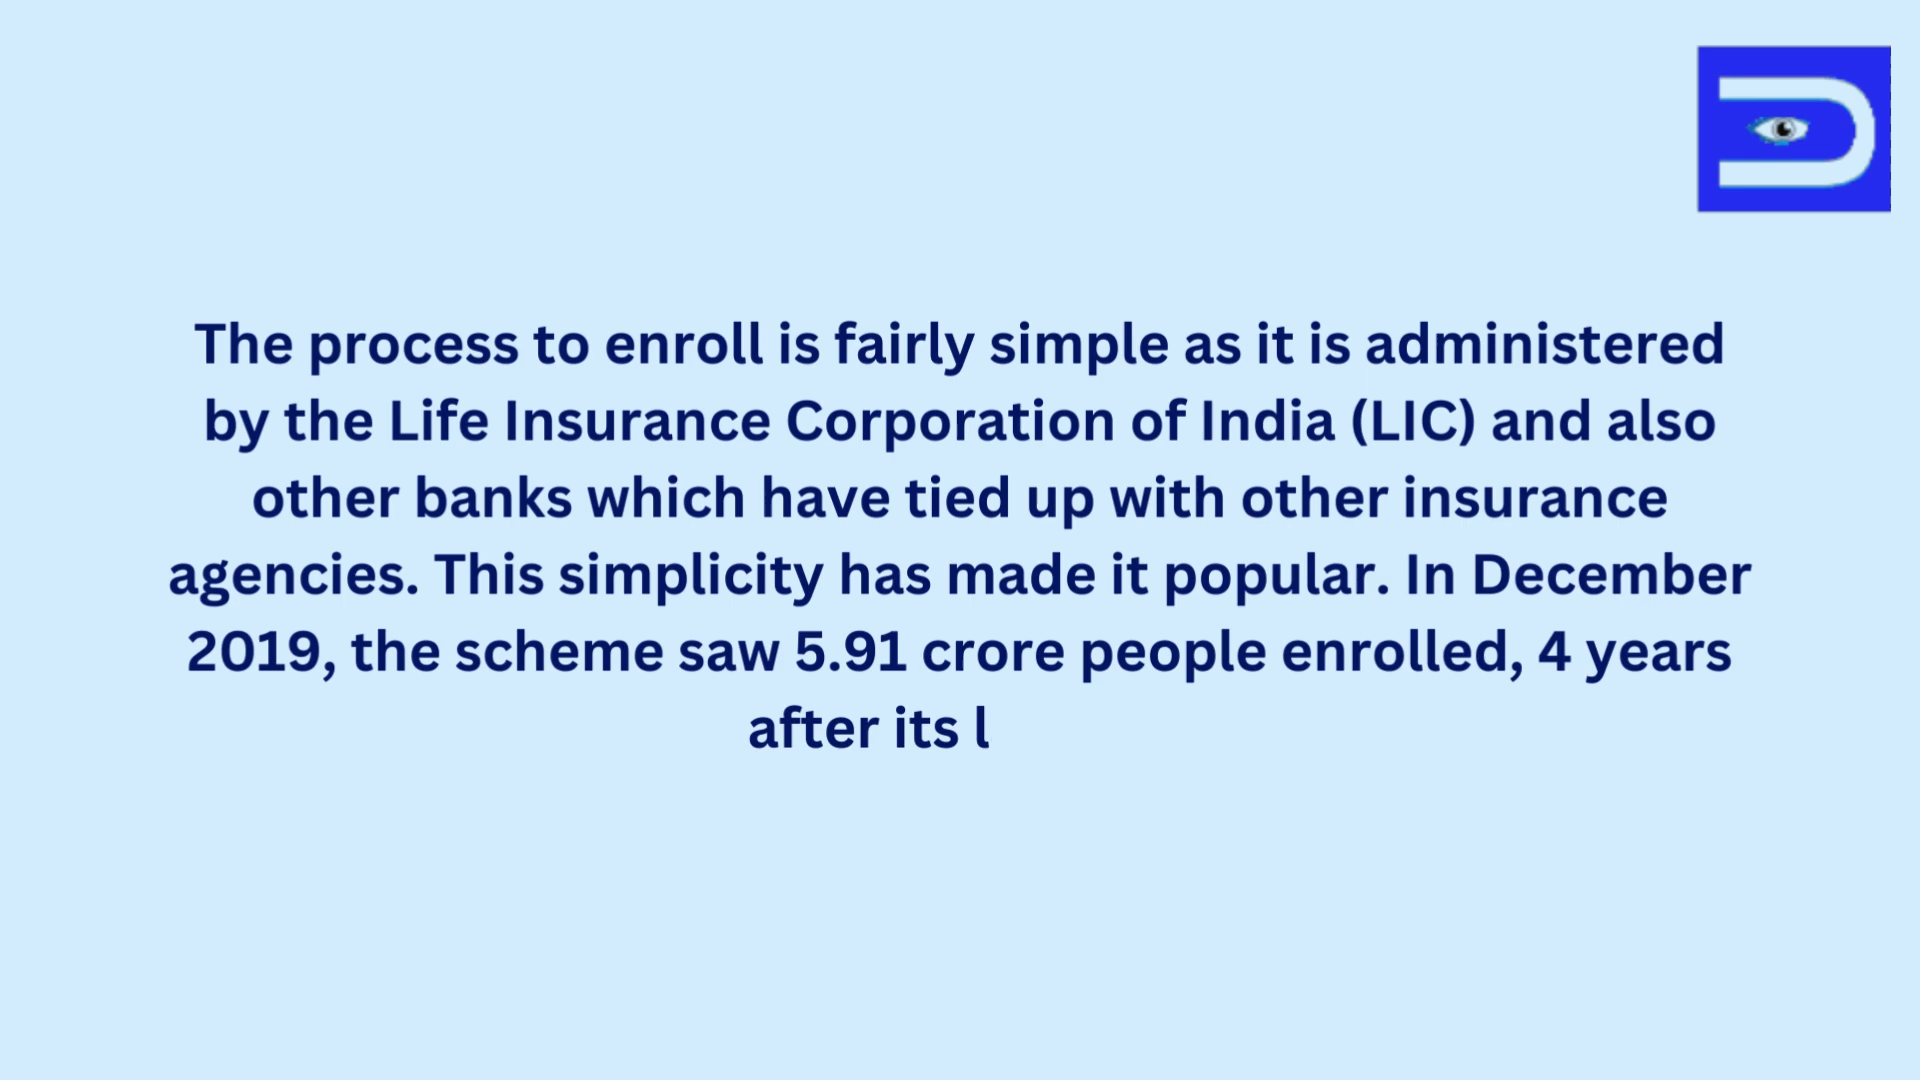 The process to enroll is fairly simple as it is administered
by the Life Insurance Corporation of India (LIC) and also
other banks which have tied up with other insurance
agencies. This simplicity has made it popular. In December
2019, the scheme saw 5.91 crore people enrolled, 4 years
after its l